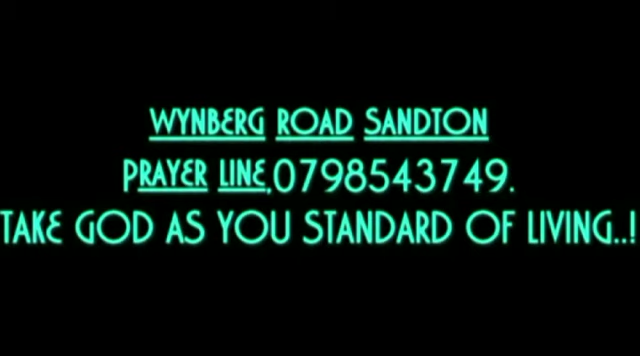 WYNBERG ROAD SANDTON
PRAYER LINE,0798543749.
TAKE GOD AS YOU STANDARD OF LIVING..!